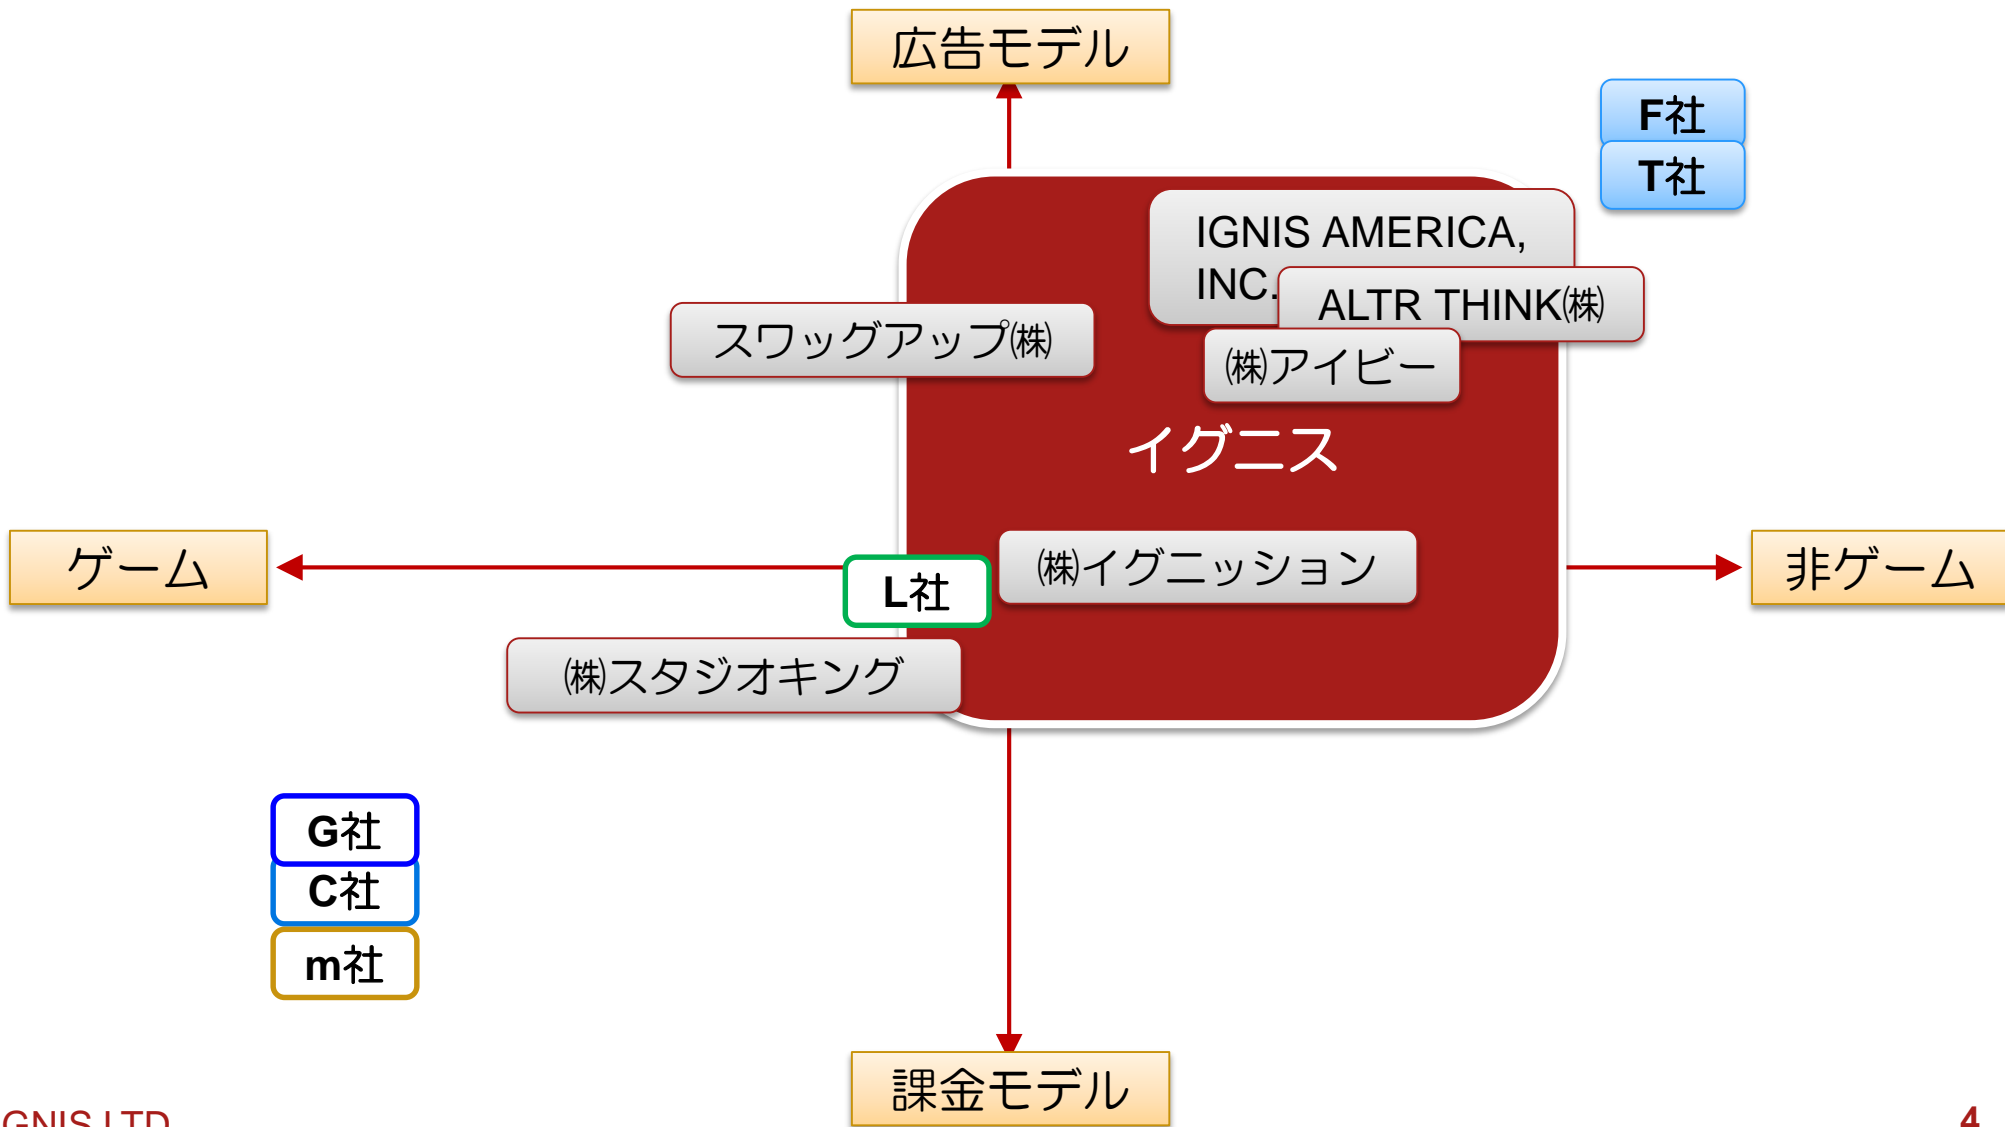 広告モデル
F社
T社
IGNIS AMERICA,
INC.
ALTR THINK㈱
スワッグアップ㈱
㈱アイビー
イグニス
ゲーム
㈱イグニッション
非ゲーム
L社
㈱スタジオキング
G社
C社
m社
課金モデル
GNIS LTD
4